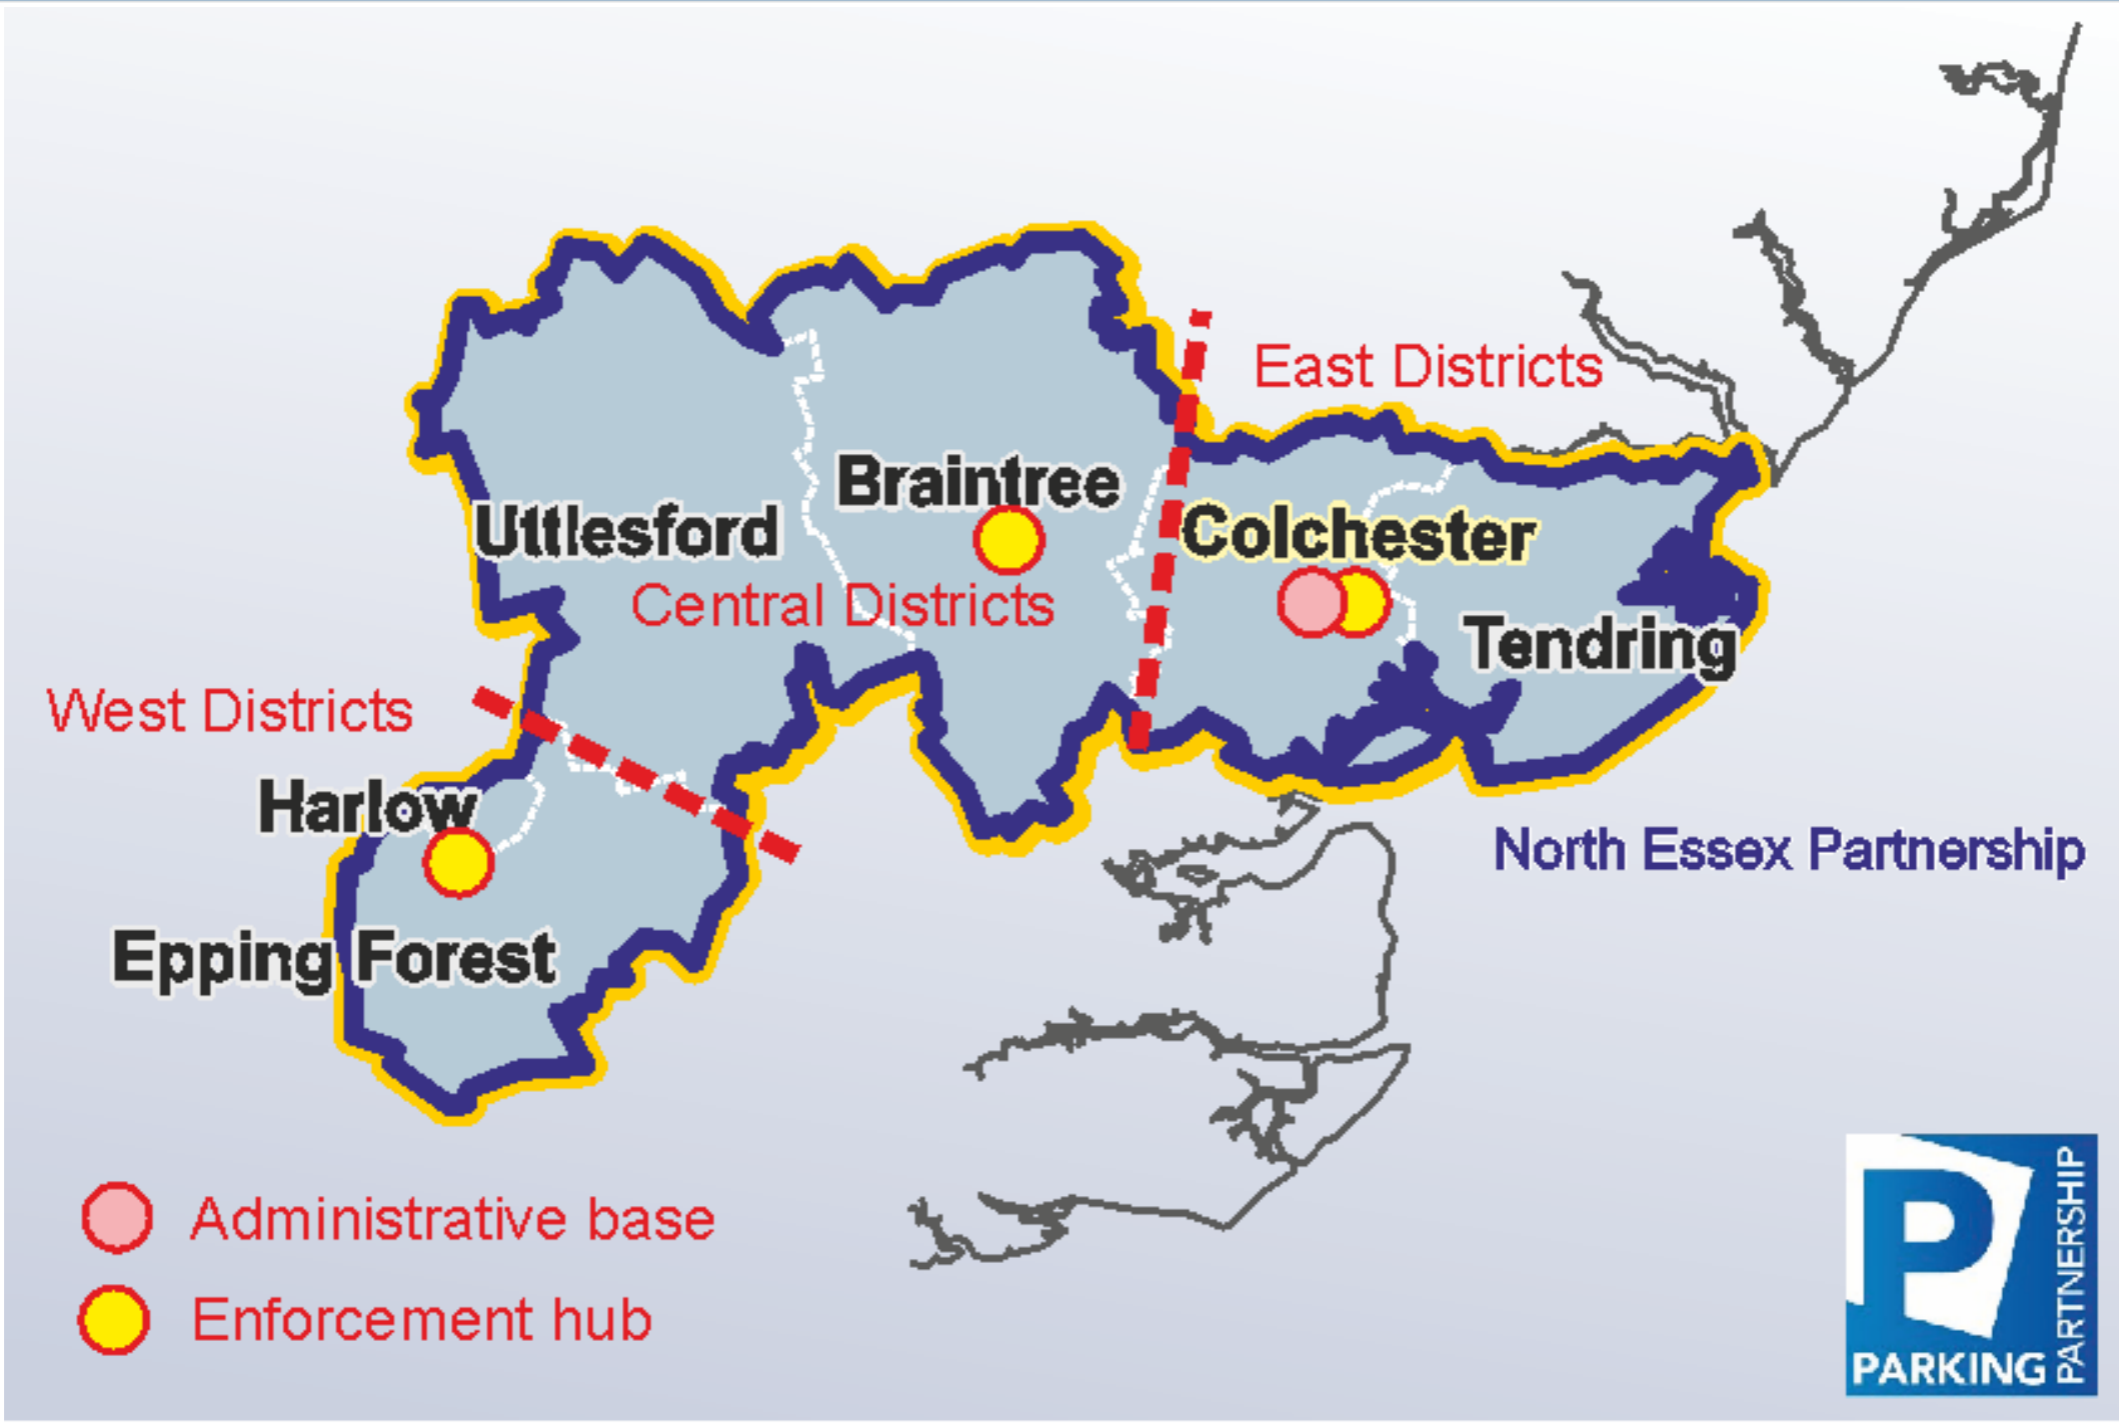 East Districts
Braintree
Uttlesford
Colchester
Central Districts
Tendring
West Districts
Harlow
North Essex Partnership
Epping Forest
Administrative base
Enforcement hub
P
PARKING
PARTNERSHIP